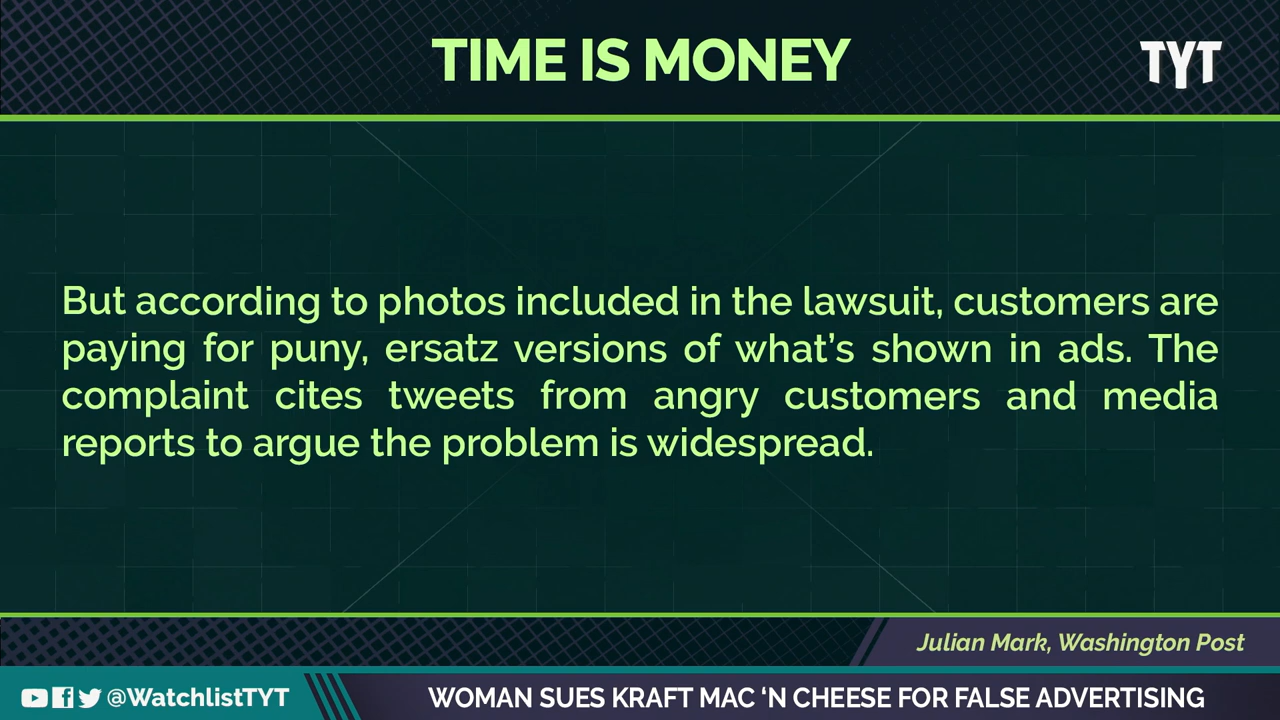 TIME IS MONEY
TYT
But according to photos included in the lawsuit, customers are
paying for puny, ersatz versions of what’s shown in ads. The
complaint cites tweets from angry customers and media
reports to argue the problem is widespread.
Julian Mark, Washington Post
@WatchlistTYT
WOMAN SUES KRAFT MAC ‘N CHEESE FOR FALSE ADVERTISING